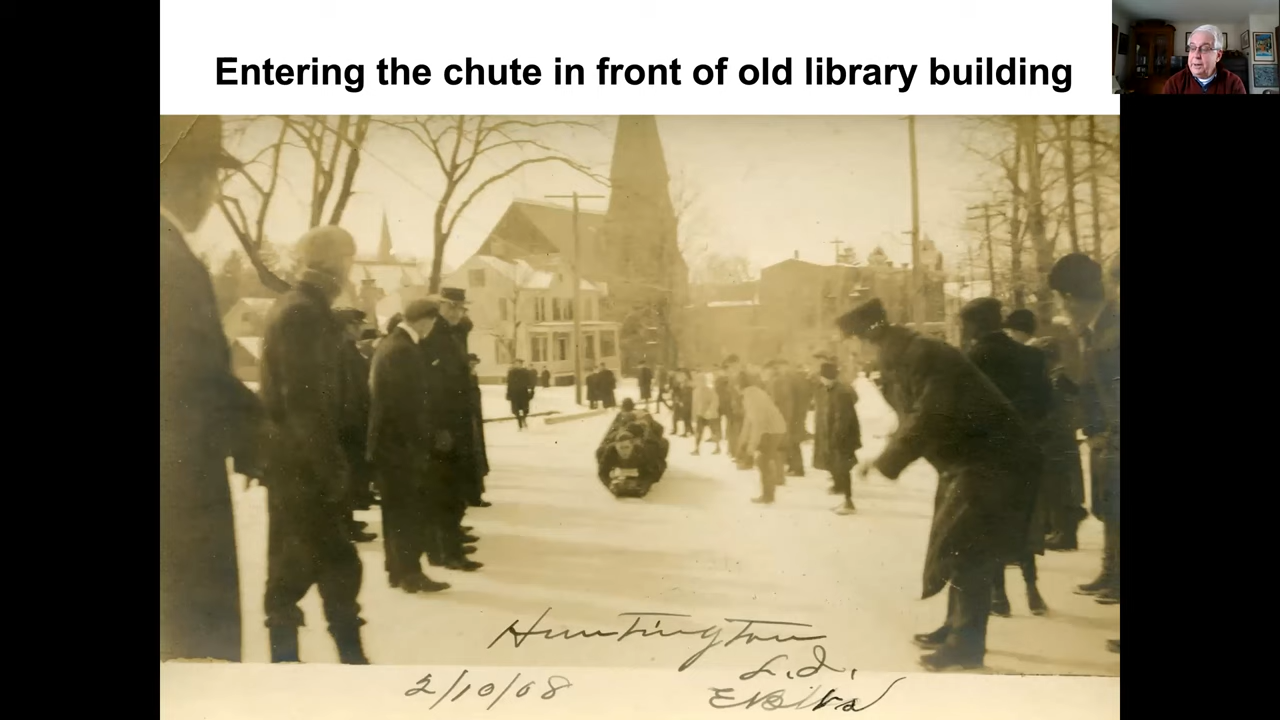 Entering the chute in front of old library building
Huntington
L.I.
2/10/08